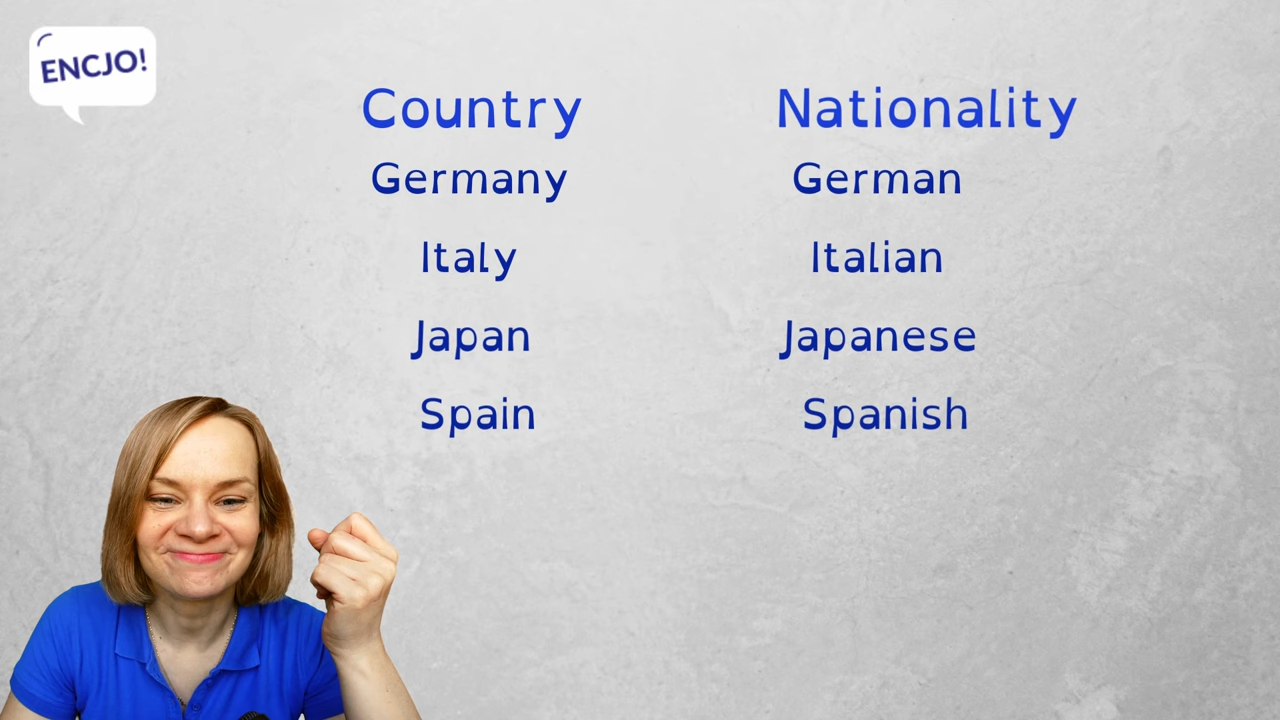 ENCJO!
Country Nationality
Germany German
Italy Italian
Japan Japanese
Spain Spanish